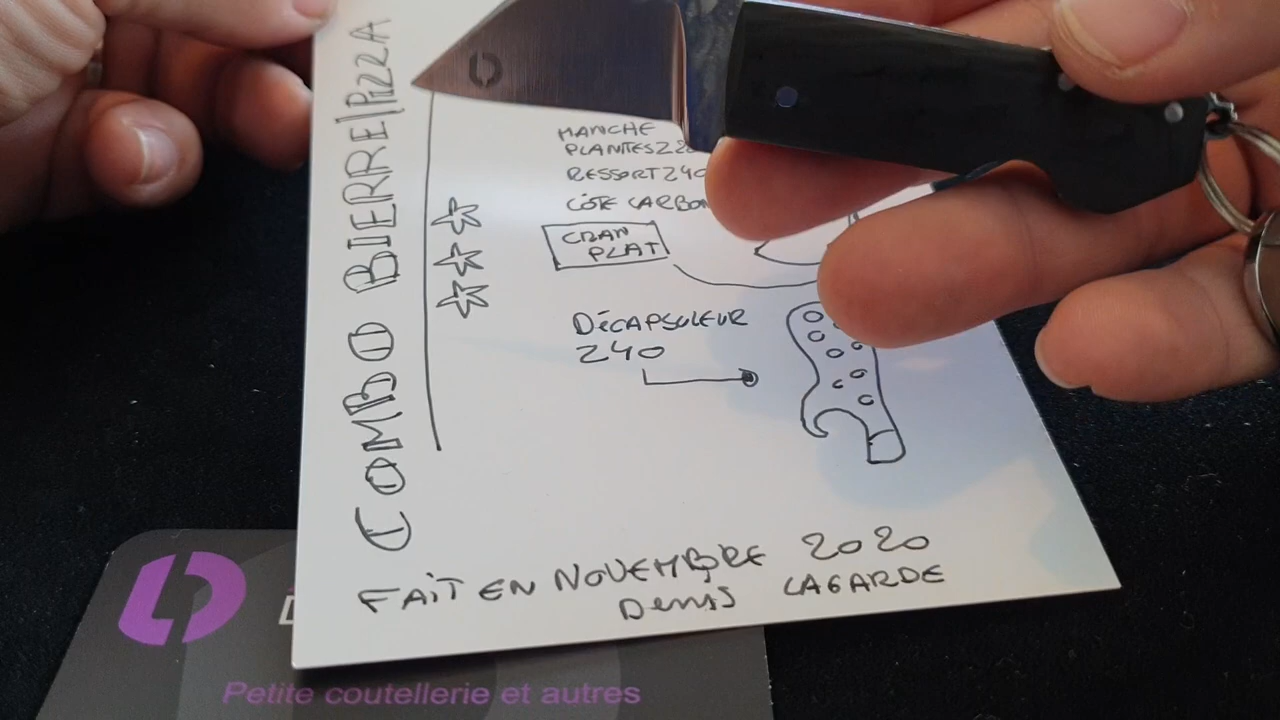 COMBO BIERRE/PIZZA
MANCHE
PLANTES
RESSORT 240
CÔTE CARBON
CRAN
PLAT
DÉCAPSULEUR
240
FAIT EN NOVEMBRE 2020
DENIS LAGARDE
Petite coutellerie et autres